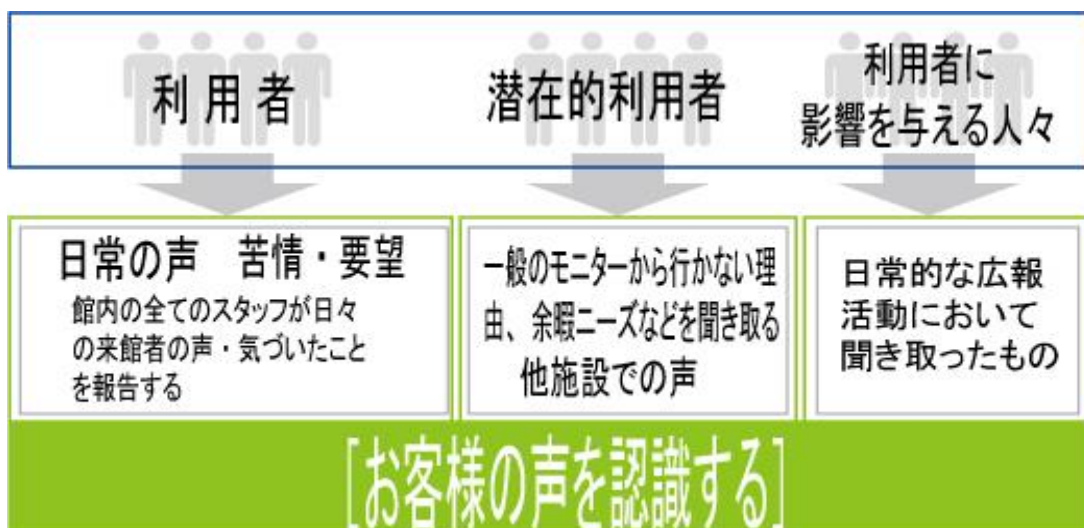 利用者
潜在的利用者
利用者に
影響を与える人々
日常の声　苦情・要望
館内の全てのスタッフが日々
の来館者の声・気づいたこと
を報告する
一般のモニターから行かない理
由、余暇ニーズなどを聞き取る
他施設での声
日常的な広報
活動において
聞き取ったもの
[お客様の声を認識する]